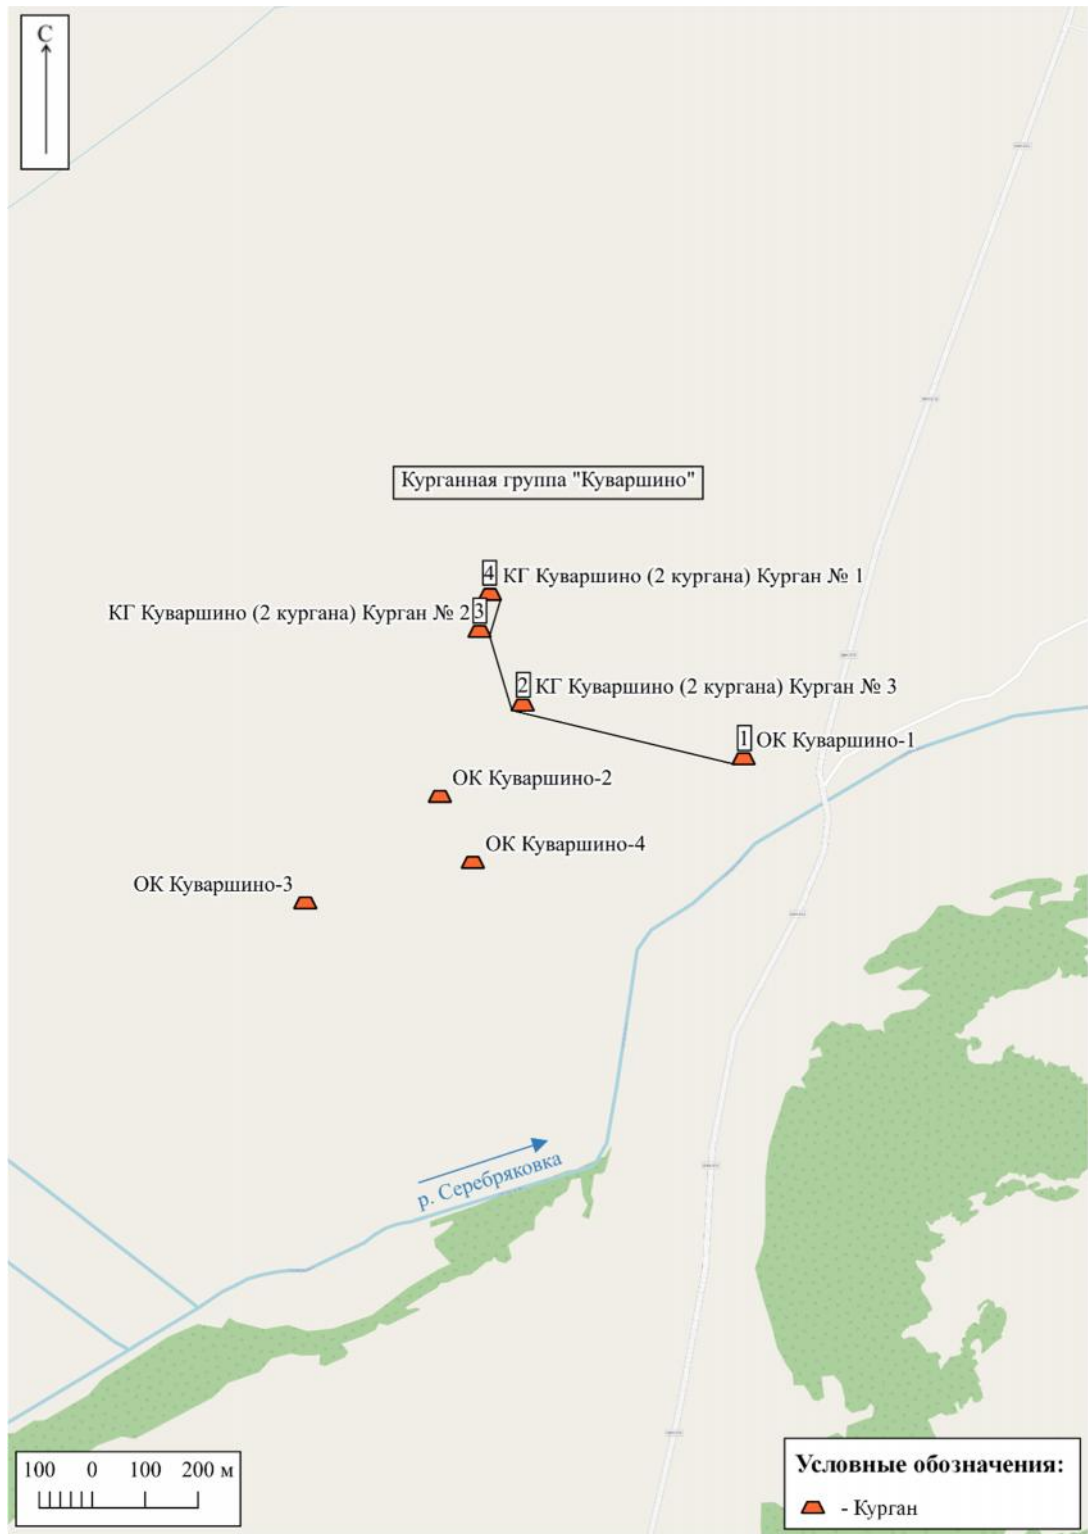 С
Курганная группа "Куваршино"
4 КГ Куваршино (2 кургана) Курган № 1
КГ Куваршино (2 кургана) Курган № 2 3
2 КГ Куваршино (2 кургана) Курган № 3
1 ОК Куваршино-1
ОК Куваршино-2
ОК Куваршино-4
ОК Куваршино-3
р. Серебряковка
100 0 100 200 м
Условные обозначения:
- Курган